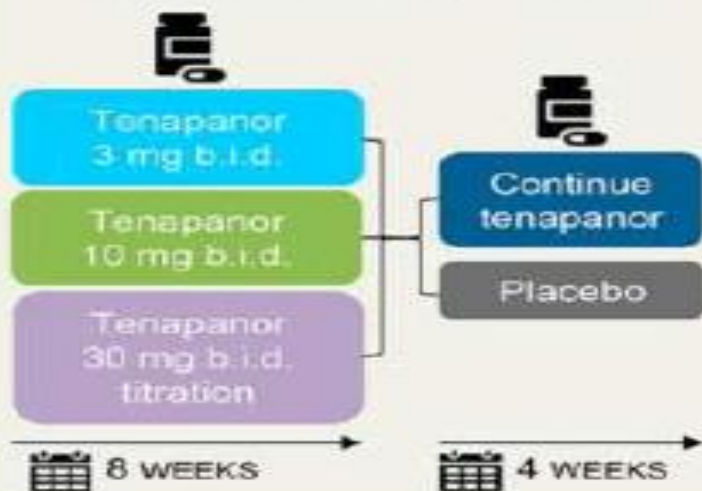 Tenapanor
3 mg b.i.d.
Tenapanor
10 mg b.i.d.
Tenapanor
30 mg b.i.d.
titration
Continue
tenapanor
Placebo
8 WEEKS
4 WEEKS